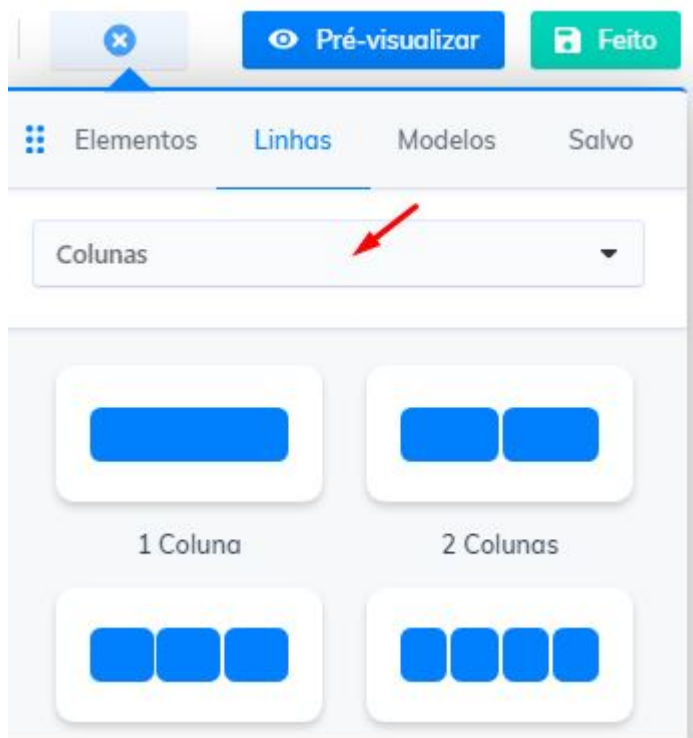 Pré-visualizar Feito
Elementos Linhas Modelos Salvo
Colunas
1 Coluna 2 Colunas